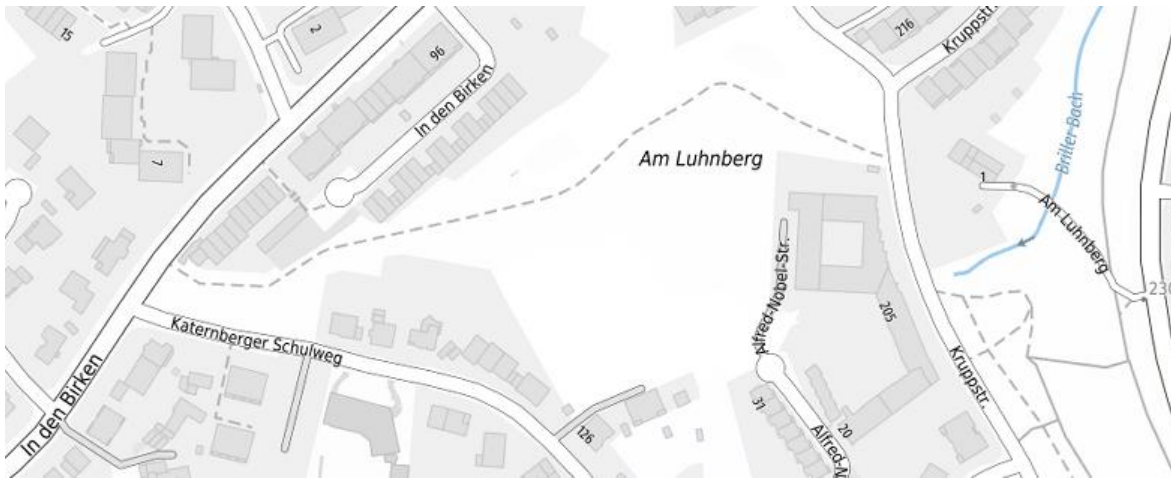 15
2
96
In den Birken
216
Kruppstr.
Briller Bach
7
Am Luhnberg
1
Am Luhnberg
230
Alfred-Nobel-Str.
205
Katernberger Schulweg
In den Birken
Kruppstr.
31
126
20
Alfred-N